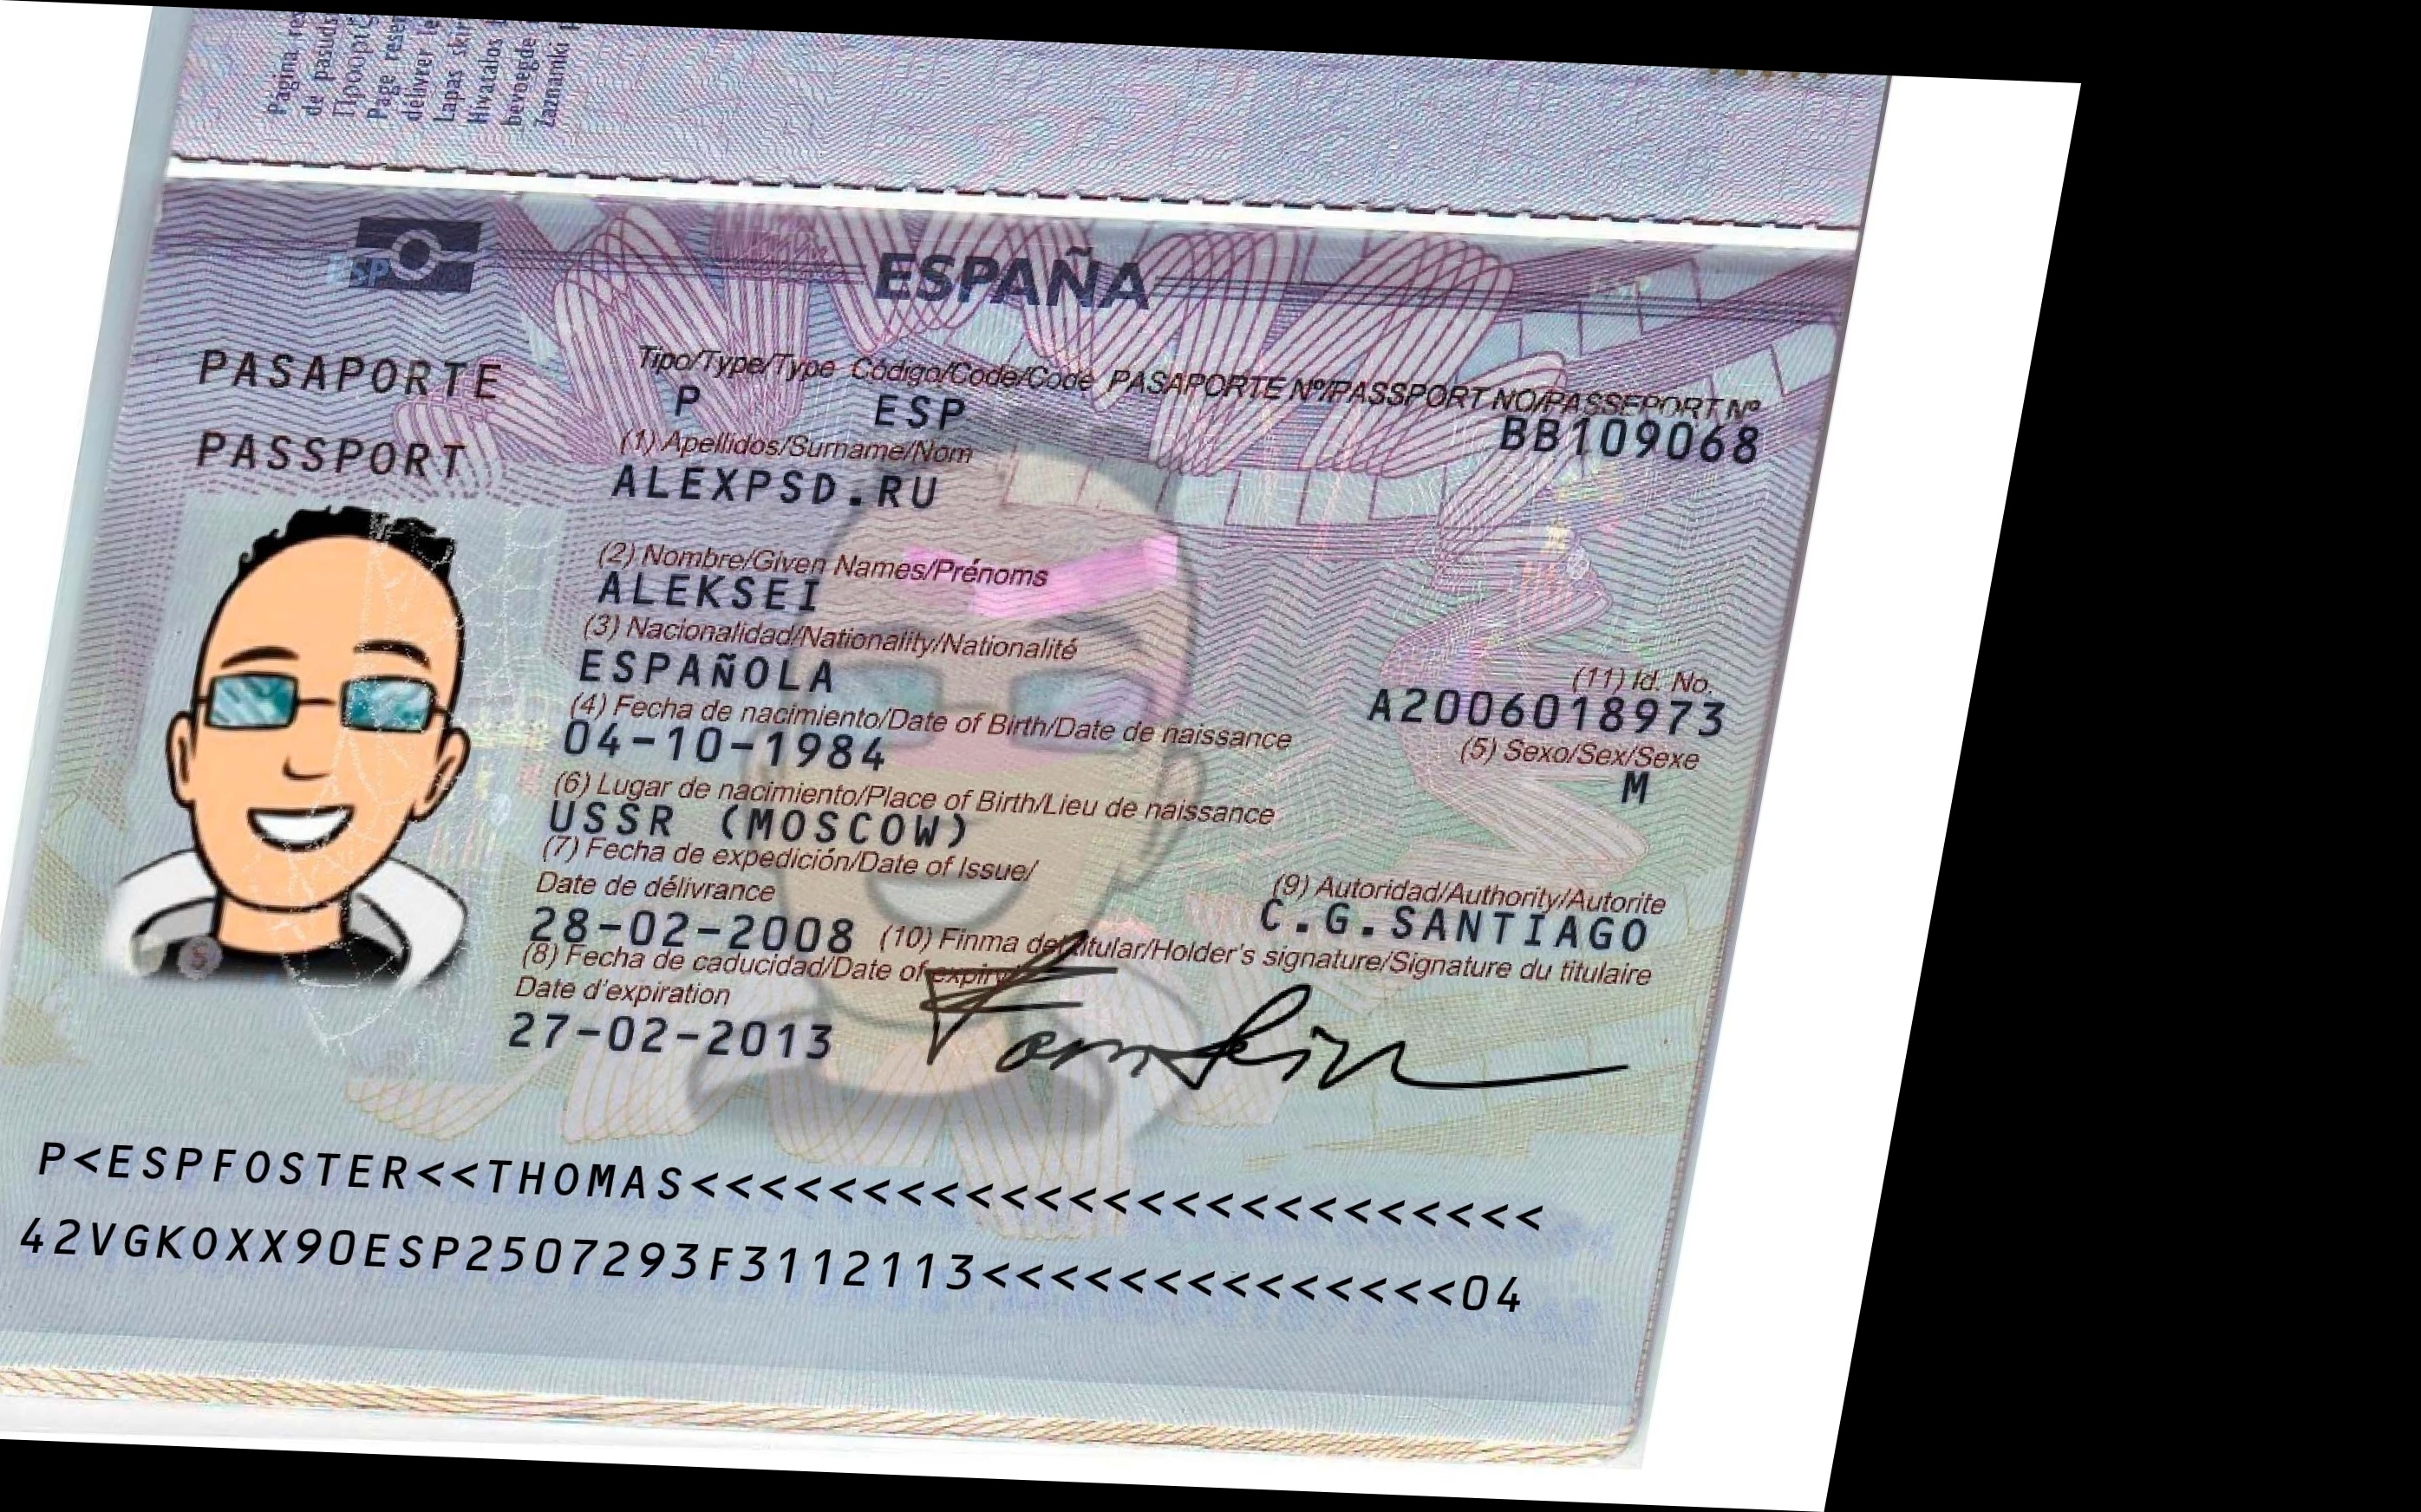 Pagina res
de pasuds
Προορί
Page reser
délivrer le
Lapas skir
Hivatalos
bevoegde
Zaznamki p
ESP
ESPAÑA
PASAPORTE
PASSPORT
Tipo/Type/Type Código/Code/Code PASAPORTE Nº/PASSPORT NO/PASSEPORT Nº
P ESP BB109068
(1) Apellidos/Surname/Nom
ALEXPSD.RU
(2) Nombre/Given Names/Prénoms
ALEKSEI
(3) Nacionalidad/Nationality/Nationalité
ESPAÑOLA
(11) Id. No.
A2006018973
(4) Fecha de nacimiento/Date of Birth/Date de naissance
04-10-1984
(5) Sexo/Sex/Sexe
M
(6) Lugar de nacimiento/Place of Birth/Lieu de naissance
USSR (MOSCOW)
(7) Fecha de expedición/Date of Issue/
Date de délivrance
28-02-2008
(9) Autoridad/Authority/Autorite
C.G.SANTIAGO
(10) Finma del titular/Holder's signature/Signature du titulaire
(8) Fecha de caducidad/Date of expiry/
Date d'expiration
27-02-2013
P<ESPFOSTER<<THOMAS<<<<<<<<<<<<<<<<<<<<<<<<<
42VGK0XX90ESP2507293F3112113<<<<<<<<<<<<<<04